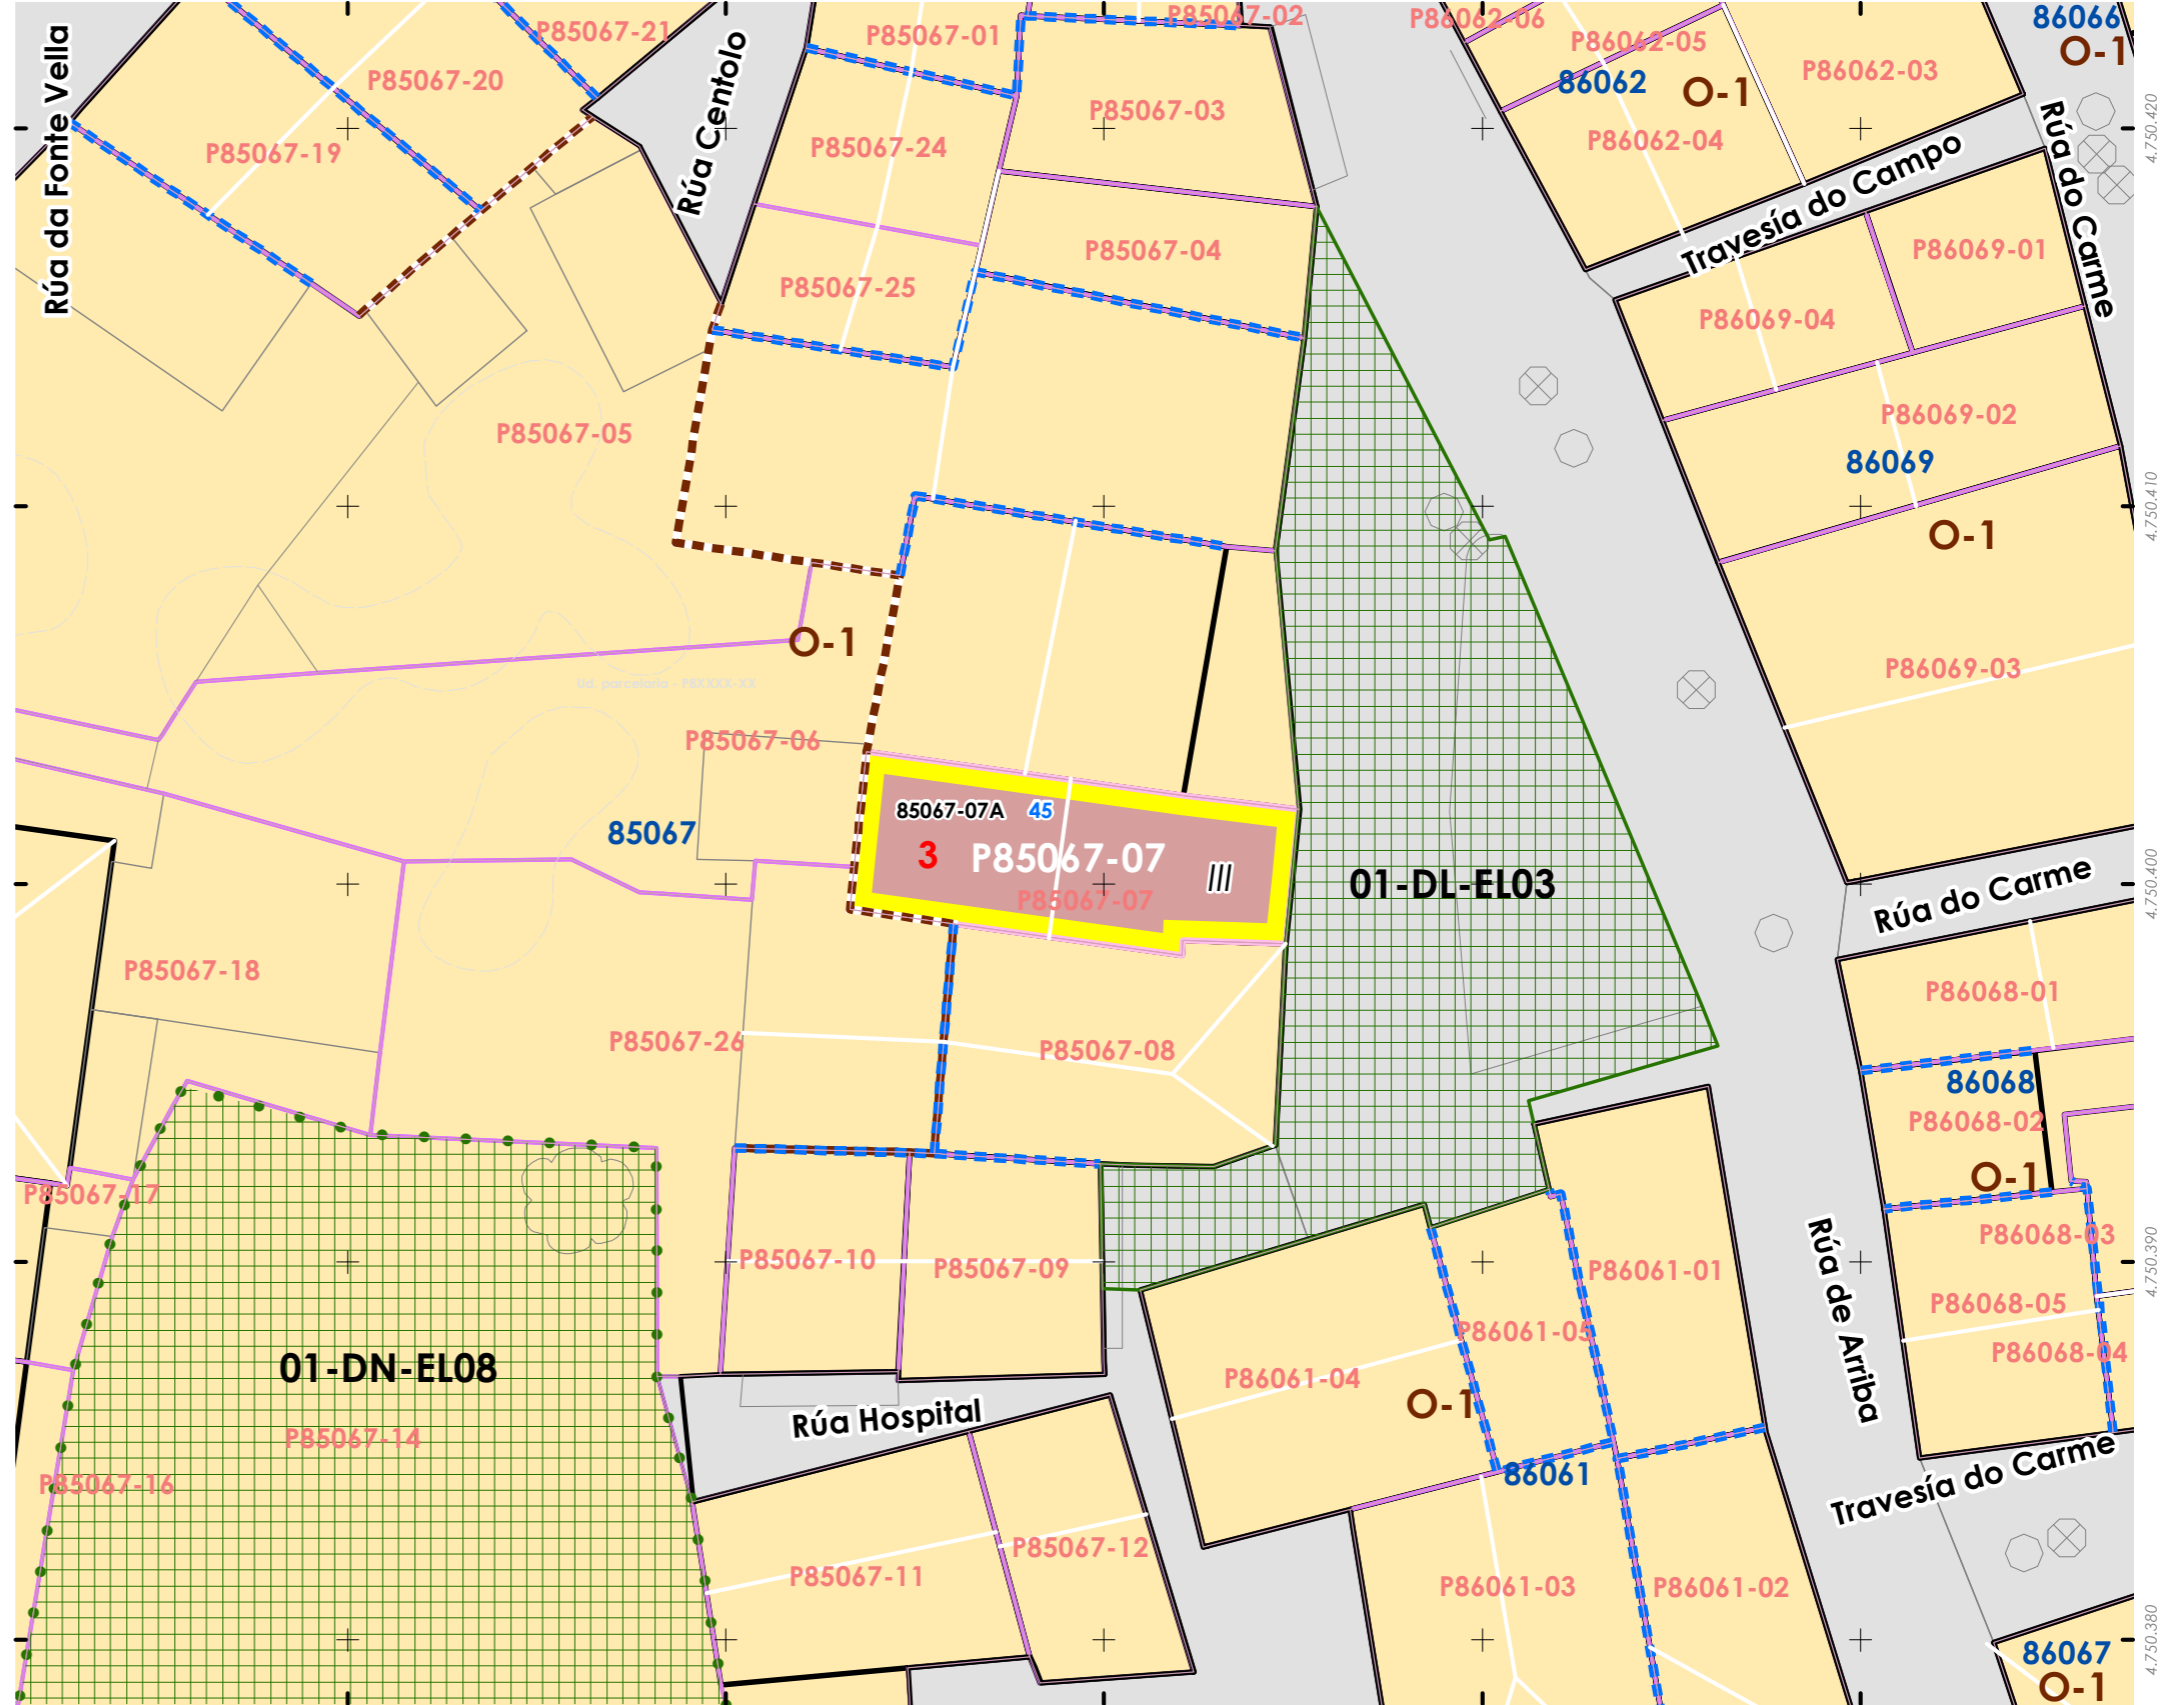 P85067-21
P85067-01
P85067-02
P86062-06
P86062-05
86066
O-1
Rúa da Fonte Vella
P85067-20
Rúa Centolo
P85067-03
86062
O-1
P86062-03
P85067-19
P85067-24
P86062-04
Travesía do Campo
Rúa do Carme
4.750.420
P85067-25
P85067-04
P86069-01
P86069-04
P85067-05
P86069-02
86069
O-1
4.750.410
O-1
Ud. parcelaria - P8XXXX-XX
P86069-03
P85067-06
85067
85067-07A 45
3 P85067-07 III
P85067-07
01-DL-EL03
Rúa do Carme
4.750.400
P85067-18
P85067-26
P85067-08
P86068-01
86068
P86068-02
O-1
P85067-17
P85067-10
P85067-09
P86061-01
P86068-03
4.750.390
P86068-05
P86068-04
Rúa de Arriba
01-DN-EL08
P86061-05
P86061-04
O-1
Rúa Hospital
P85067-14
P85067-16
86061
Travesía do Carme
P85067-11
P85067-12
P86061-03
P86061-02
86067
O-1
4.750.380